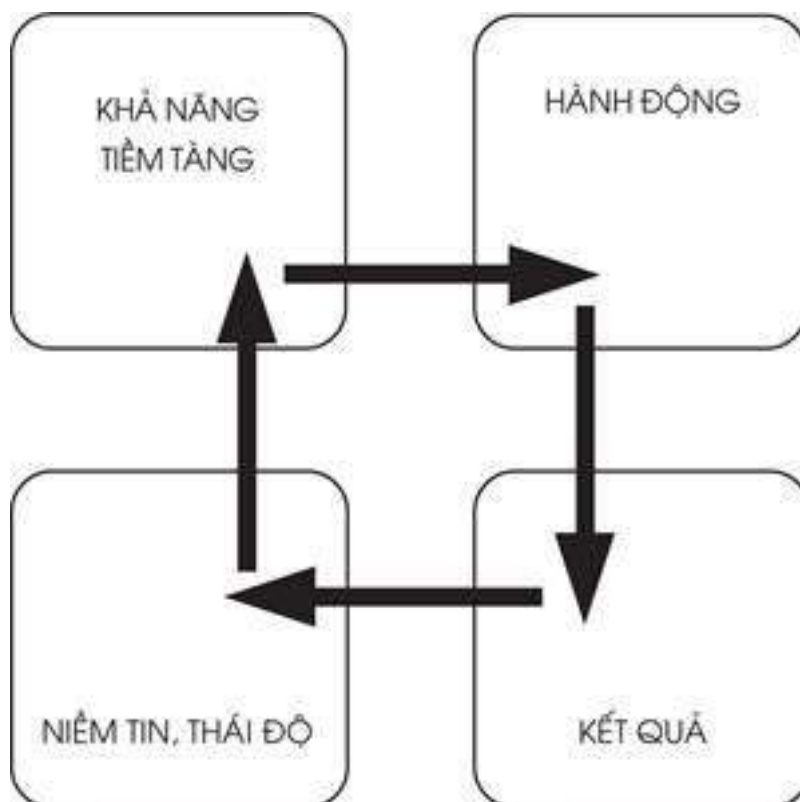 KHẢ NĂNG
TIỀM TÀNG
HÀNH ĐỘNG
NIỀM TIN, THÁI ĐỘ
KẾT QUẢ